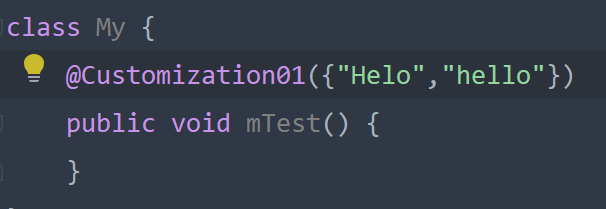 class My {
@Customization01({"Helo","hello"})
public void mTest() {
}